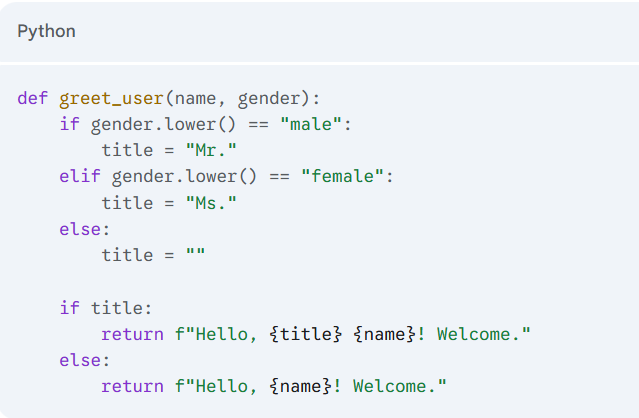 Python
def greet_user(name, gender):
    if gender.lower() == "male":
        title = "Mr."
    elif gender.lower() == "female":
        title = "Ms."
    else:
        title = ""

    if title:
        return f"Hello, {title} {name}! Welcome."
    else:
        return f"Hello, {name}! Welcome."